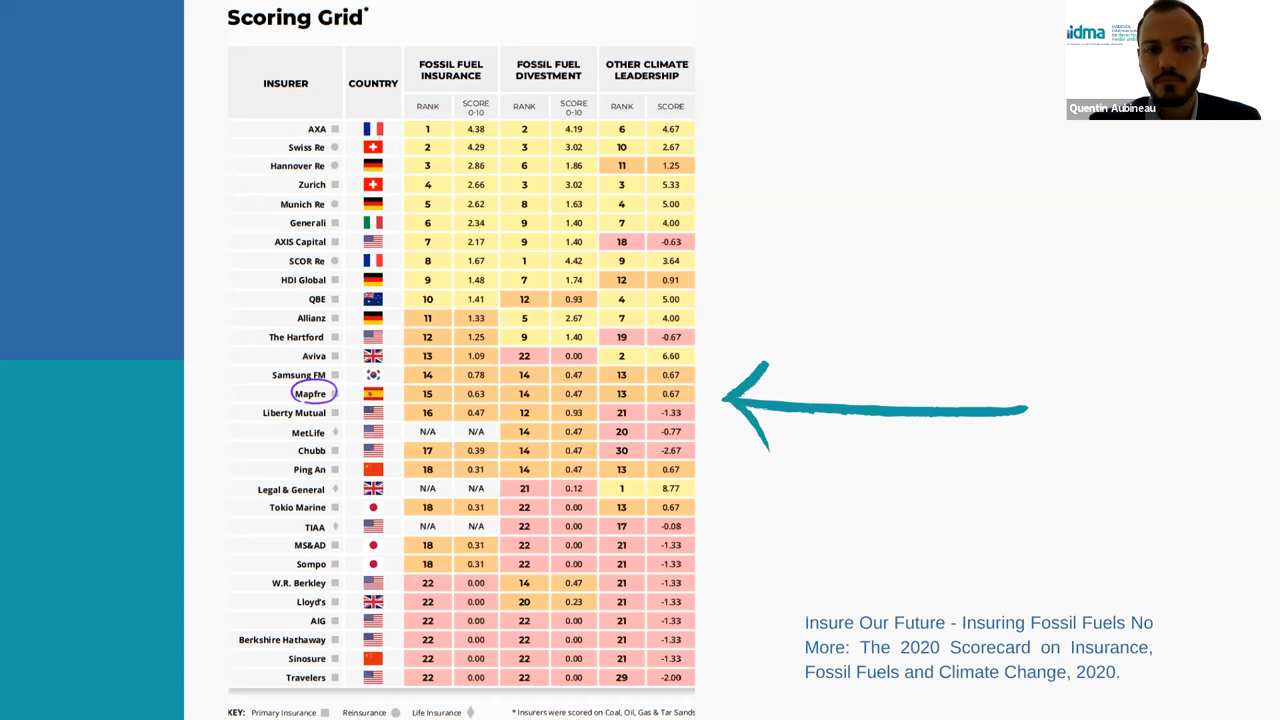 Scoring Grid*
INSURER COUNTRY FOSSIL FUEL INSURANCE FOSSIL FUEL DIVESTMENT OTHER CLIMATE LEADERSHIP
RANK SCORE 0-10 RANK SCORE 0-10 RANK SCORE
AXA 1 4.38 2 4.19 6 4.67
Swiss Re 2 4.29 3 3.02 10 2.67
Hannover Re 3 2.86 6 1.86 11 1.25
Zurich 4 2.66 3 3.02 3 5.33
Munich Re 5 2.62 8 1.63 4 5.00
Generali 6 2.34 9 1.40 7 4.00
AXIS Capital 7 2.17 9 1.40 18 -0.63
SCOR Re 8 1.67 1 4.42 9 3.64
HDI Global 9 1.48 7 1.74 12 0.91
QBE 10 1.41 12 0.93 4 5.00
Allianz 11 1.33 5 2.67 7 4.00
The Hartford 12 1.25 9 1.40 19 -0.67
Aviva 13 1.09 22 0.00 2 6.60
Samsung FM 14 0.78 14 0.47 13 0.67
Mapfre 15 0.63 14 0.47 13 0.67
Liberty Mutual 16 0.47 12 0.93 21 -1.33
MetLife N/A N/A 14 0.47 20 -0.77
Chubb 17 0.39 14 0.47 30 -2.67
Ping An 18 0.31 14 0.47 13 0.67
Legal & General N/A N/A 21 0.12 1 8.77
Tokio Marine 18 0.31 22 0.00 13 0.67
TIAA N/A N/A 22 0.00 17 -0.08
MS&AD 18 0.31 22 0.00 21 -1.33
Sompo 18 0.31 22 0.00 21 -1.33
W.R. Berkley 22 0.00 14 0.47 21 -1.33
Lloyd's 22 0.00 20 0.23 21 -1.33
AIG 22 0.00 22 0.00 21 -1.33
Berkshire Hathaway 22 0.00 22 0.00 21 -1.33
Sinosure 22 0.00 22 0.00 21 -1.33
Travelers 22 0.00 22 0.00 29 -2.00
KEY: Primary Insurance Reinsurance Life Insurance * Insurers were scored on Coal, Oil, Gas & Tar Sands
Insure Our Future - Insuring Fossil Fuels No
More: The 2020 Scorecard on Insurance,
Fossil Fuels and Climate Change, 2020.
iidma
Quentin Aubineau